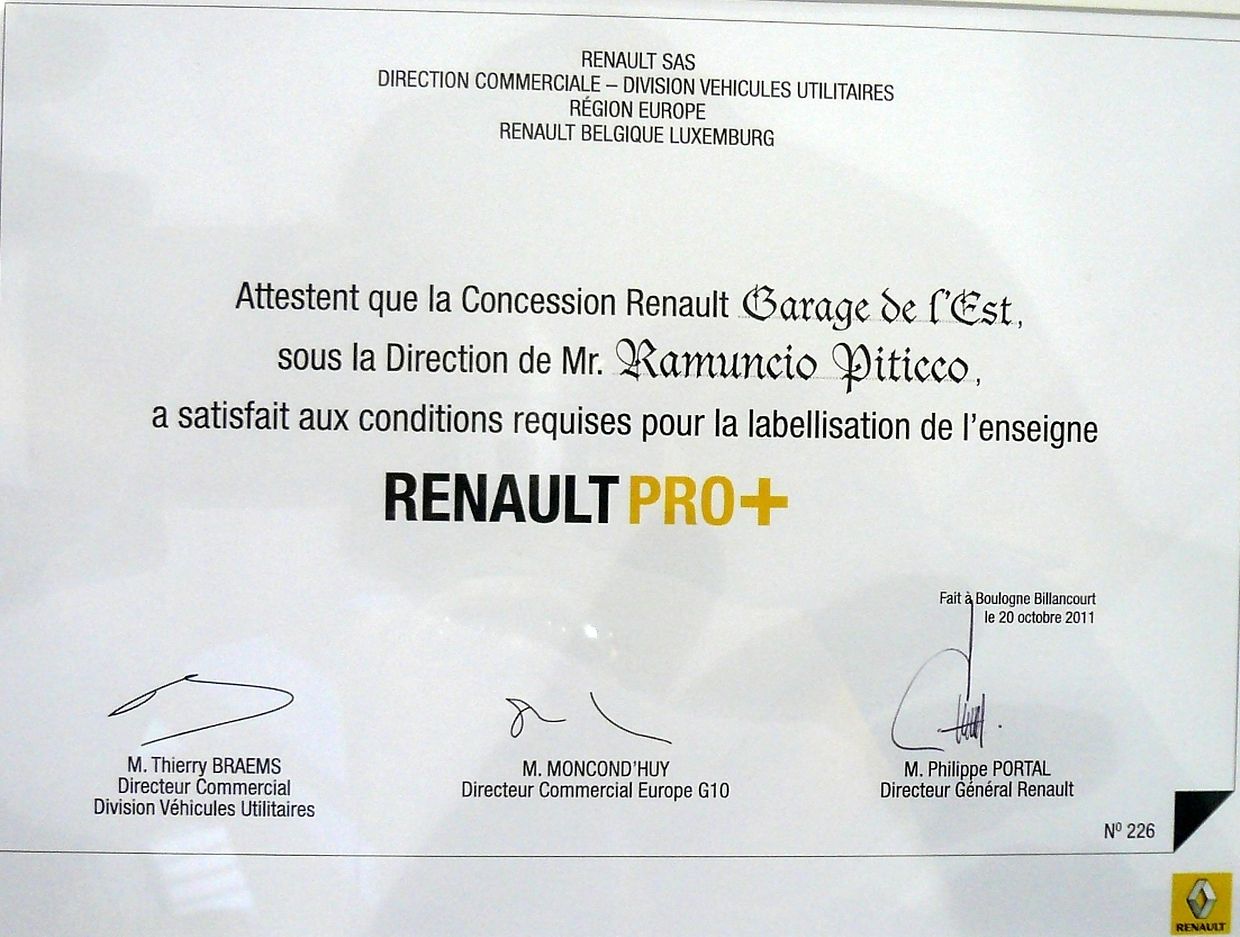 RENAULT SAS
DIRECTION COMMERCIALE – DIVISION VEHICULES UTILITAIRES
RÉGION EUROPE
RENAULT BELGIQUE LUXEMBURG
Attestent que la Concession Renault Garage de l'Est,
sous la Direction de Mr. Ramuncio Piticco,
a satisfait aux conditions requises pour la labellisation de l'enseigne
RENAULT PRO+
Fait à Boulogne Billancourt
le 20 octobre 2011
M. Thierry BRAEMS
Directeur Commercial
Division Véhicules Utilitaires
M. MONCOND'HUY
Directeur Commercial Europe G10
M. Philippe PORTAL
Directeur Général Renault
Nº 226
RENAULT